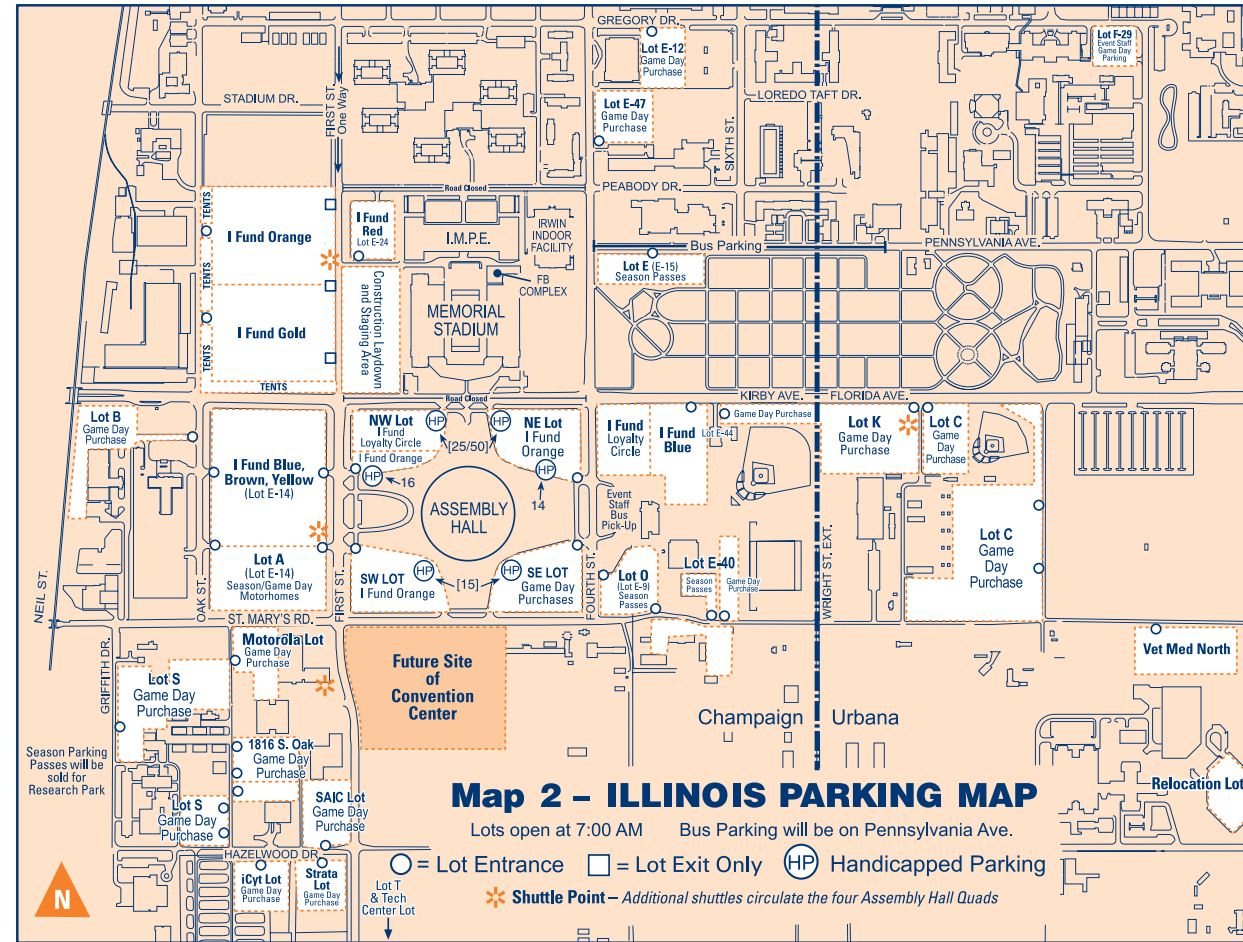 GREGORY DR.
Lot E-12
Game Day
Purchase
Lot F-29
Event Staff
Game Day
Parking
STADIUM DR.
FIRST ST.
One Way
Lot E-47
Game Day
Purchase
LOREDO TAFT DR.
SIXTH ST.
Road Closed
PEABODY DR.
TENTS
I Fund Orange
I Fund
Red
Lot E-24
I.M.P.E.
IRWIN
INDOOR
FACILITY
Bus Parking
PENNSYLVANIA AVE.
TENTS
Lot E (E-15)
Season Passes
FB
COMPLEX
Construction Laydown
and Staging Area
MEMORIAL
STADIUM
I Fund Gold
TENTS
TENTS
Road Closed
KIRBY AVE.
FLORIDA AVE.
Lot B
Game Day
Purchase
NW Lot
I Fund
Loyalty Circle
I Fund Orange
HP
[25/50]
HP
NE Lot
I Fund
Orange
HP
16
HP
14
I Fund
Loyalty
Circle
I Fund
Blue
Game Day Purchase
Lot E-44
Lot K
Game Day
Purchase
Lot C
Game
Day
Purchase
I Fund Blue,
Brown, Yellow
(Lot E-14)
ASSEMBLY
HALL
Event
Staff
Bus
Pick-Up
Lot C
Game
Day
Purchase
Lot A
(Lot E-14)
Season/Game Day
Motorhomes
SW LOT
I Fund Orange
HP
[15]
HP
SE LOT
Game Day
Purchases
Lot O
(Lot E-9)
Season
Passes
Lot E-40
Season
Passes
Game Day
Purchase
NEIL ST.
OAK ST.
FIRST ST.
FOURTH ST.
WRIGHT ST. EXT.
ST. MARY'S RD.
GRIFFITH DR.
Motorola Lot
Game Day
Purchase
Lot S
Game Day
Purchase
Future Site
of
Convention
Center
Vet Med North
Champaign
Urbana
Season Parking
Passes will be
sold for
Research Park
1816 S. Oak
Game Day
Purchase
Relocation Lot
Lot S
Game Day
Purchase
SAIC Lot
Game Day
Purchase
HAZELWOOD DR.
iCyt Lot
Game Day
Purchase
Strata
Lot
Game Day
Purchase
Lot T
& Tech
Center Lot
N
Map 2 – ILLINOIS PARKING MAP
Lots open at 7:00 AM Bus Parking will be on Pennsylvania Ave.
= Lot Entrance = Lot Exit Only HP Handicapped Parking
Shuttle Point – Additional shuttles circulate the four Assembly Hall Quads